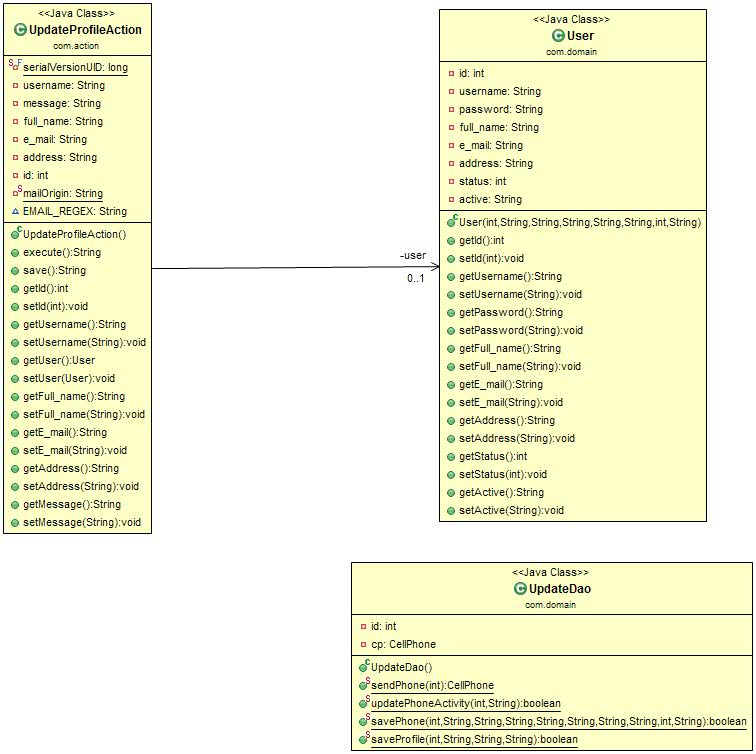 <<Java Class>>
UpdateProfileAction
com.action
serialVersionUID: long
username: String
message: String
full_name: String
e_mail: String
address: String
id: int
mailOrigin: String
EMAIL_REGEX: String
UpdateProfileAction()
execute():String
save():String
getId():int
setId(int):void
getUsername():String
setUsername(String):void
getUser():User
setUser(User):void
getFull_name():String
setFull_name(String):void
getE_mail():String
setE_mail(String):void
getAddress():String
setAddress(String):void
getMessage():String
setMessage(String):void
-user
0..1
<<Java Class>>
User
com.domain
id: int
username: String
password: String
full_name: String
e_mail: String
address: String
status: int
active: String
User(int,String,String,String,String,String,int,String)
getId():int
setId(int):void
getUsername():String
setUsername(String):void
getPassword():String
setPassword(String):void
getFull_name():String
setFull_name(String):void
getE_mail():String
setE_mail(String):void
getAddress():String
setAddress(String):void
getStatus():int
setStatus(int):void
getActive():String
setActive(String):void
<<Java Class>>
UpdateDao
com.domain
id: int
cp: CellPhone
UpdateDao()
sendPhone(int):CellPhone
updatePhoneActivity(int,String):boolean
savePhone(int,String,String,String,String,String,String,String,int,String):boolean
saveProfile(int,String,String,String):boolean